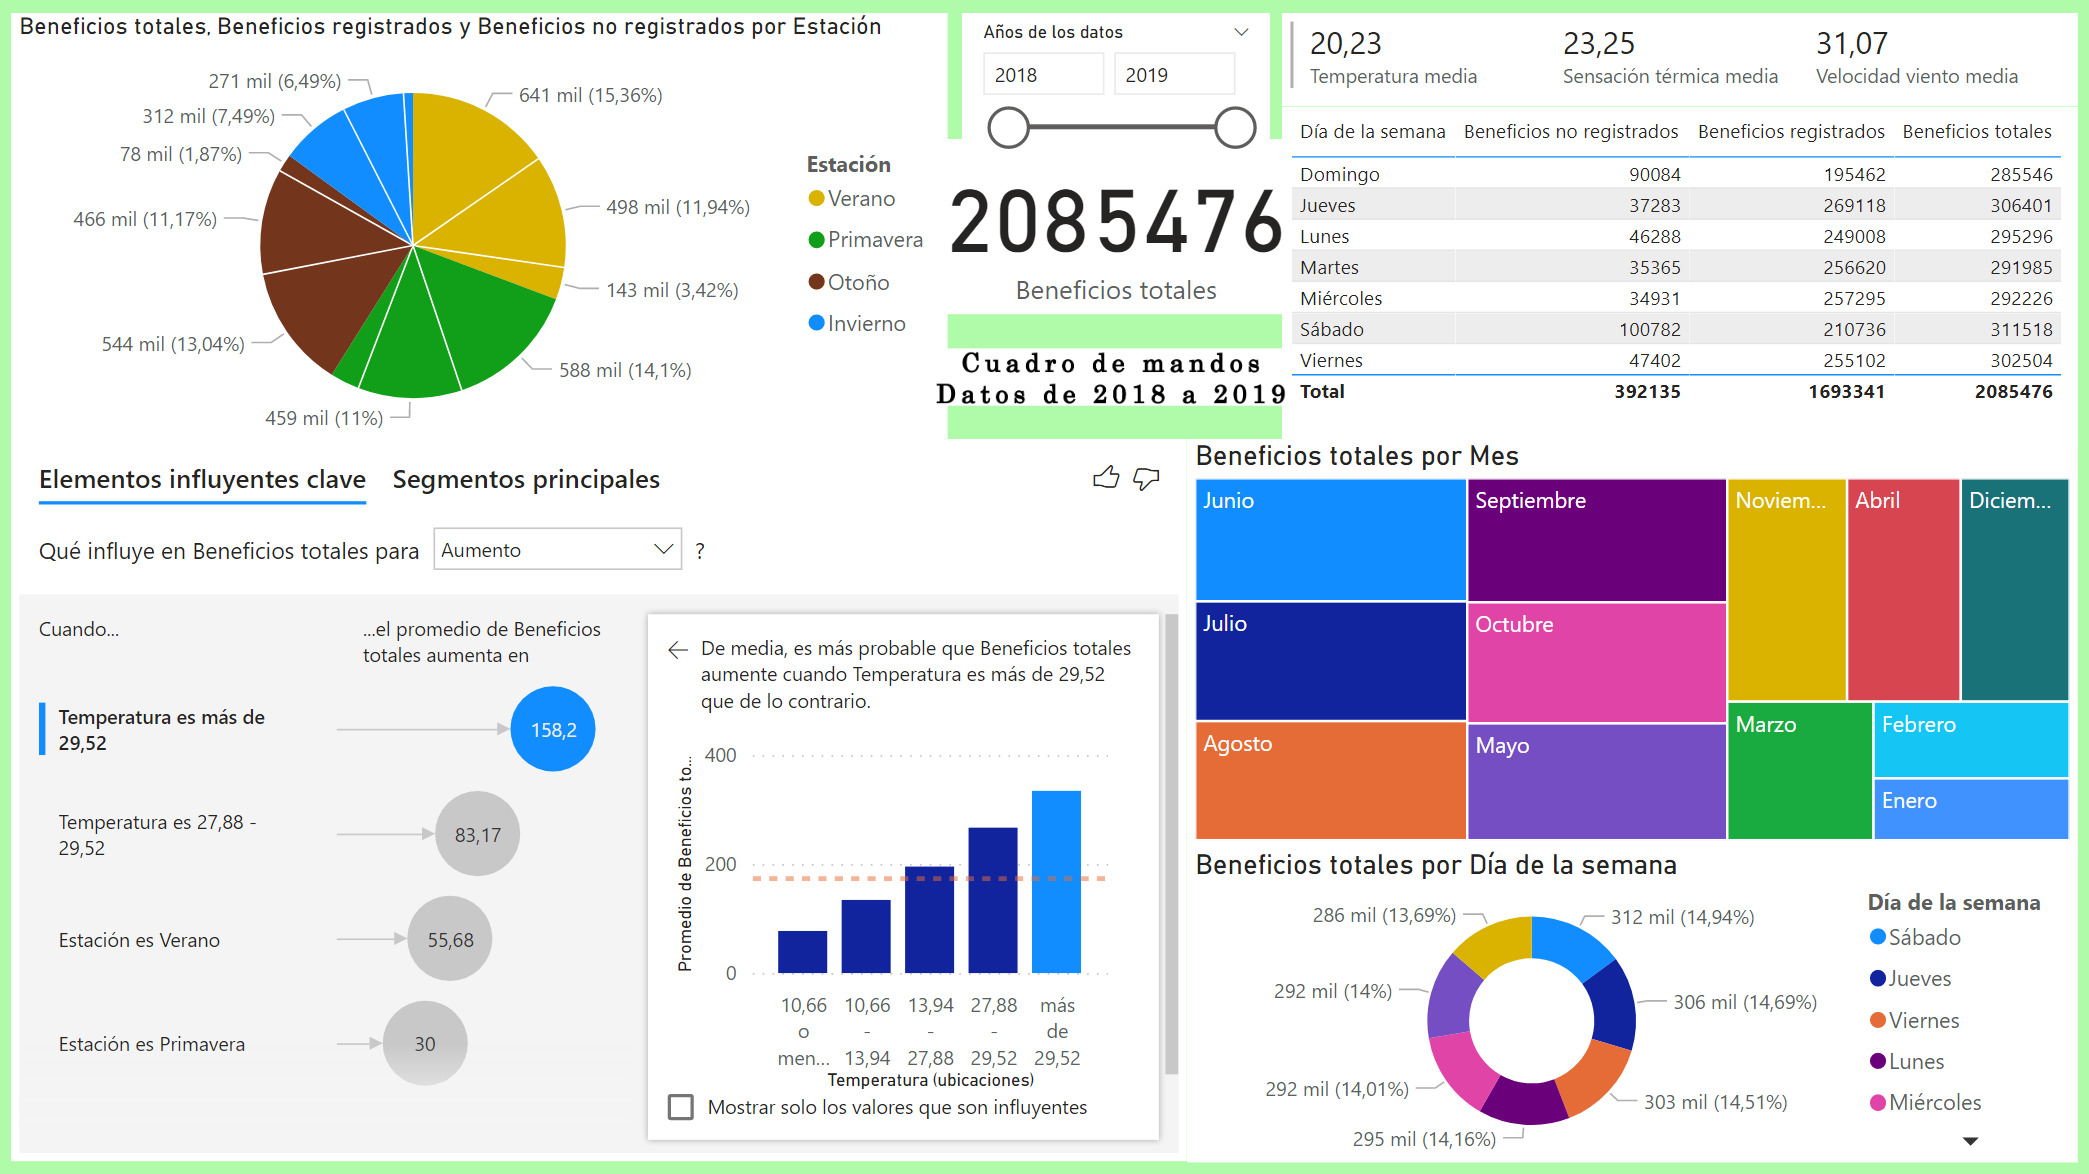 Beneficios totales, Beneficios registrados y Beneficios no registrados por Estación
271 mil (6,49%)
312 mil (7,49%)
78 mil (1,87%)
466 mil (11,17%)
544 mil (13,04%)
459 mil (11%)
641 mil (15,36%)
498 mil (11,94%)
143 mil (3,42%)
588 mil (14,1%)
Estación
Verano
Primavera
Otoño
Invierno
Años de los datos
2018
2019
2085476
Beneficios totales
Cuadro de mandos
Datos de 2018 a 2019
20,23 23,25 31,07
Temperatura media Sensación térmica media Velocidad viento media
Día de la semana Beneficios no registrados Beneficios registrados Beneficios totales
Domingo 90084 195462 285546
Jueves 37283 269118 306401
Lunes 46288 249008 295296
Martes 35365 256620 291985
Miércoles 34931 257295 292226
Sábado 100782 210736 311518
Viernes 47402 255102 302504
Total 392135 1693341 2085476
Elementos influyentes clave Segmentos principales
Qué influye en Beneficios totales para Aumento ?
Cuando...
...el promedio de Beneficios
totales aumenta en
Temperatura es más de
29,52
158,2
Temperatura es 27,88 -
29,52
83,17
Estación es Verano
55,68
Estación es Primavera
30
De media, es más probable que Beneficios totales
aumente cuando Temperatura es más de 29,52
que de lo contrario.
Promedio de Beneficios to...
400
200
0
10,66 10,66 13,94 27,88 más
o - - - de
men... 13,94 27,88 29,52 29,52
Temperatura (ubicaciones)
Mostrar solo los valores que son influyentes
Beneficios totales por Mes
Junio
Julio
Agosto
Septiembre
Octubre
Mayo
Noviem...
Abril
Diciem...
Marzo
Febrero
Enero
Beneficios totales por Día de la semana
286 mil (13,69%)
292 mil (14%)
292 mil (14,01%)
295 mil (14,16%)
312 mil (14,94%)
306 mil (14,69%)
303 mil (14,51%)
Día de la semana
Sábado
Jueves
Viernes
Lunes
Miércoles